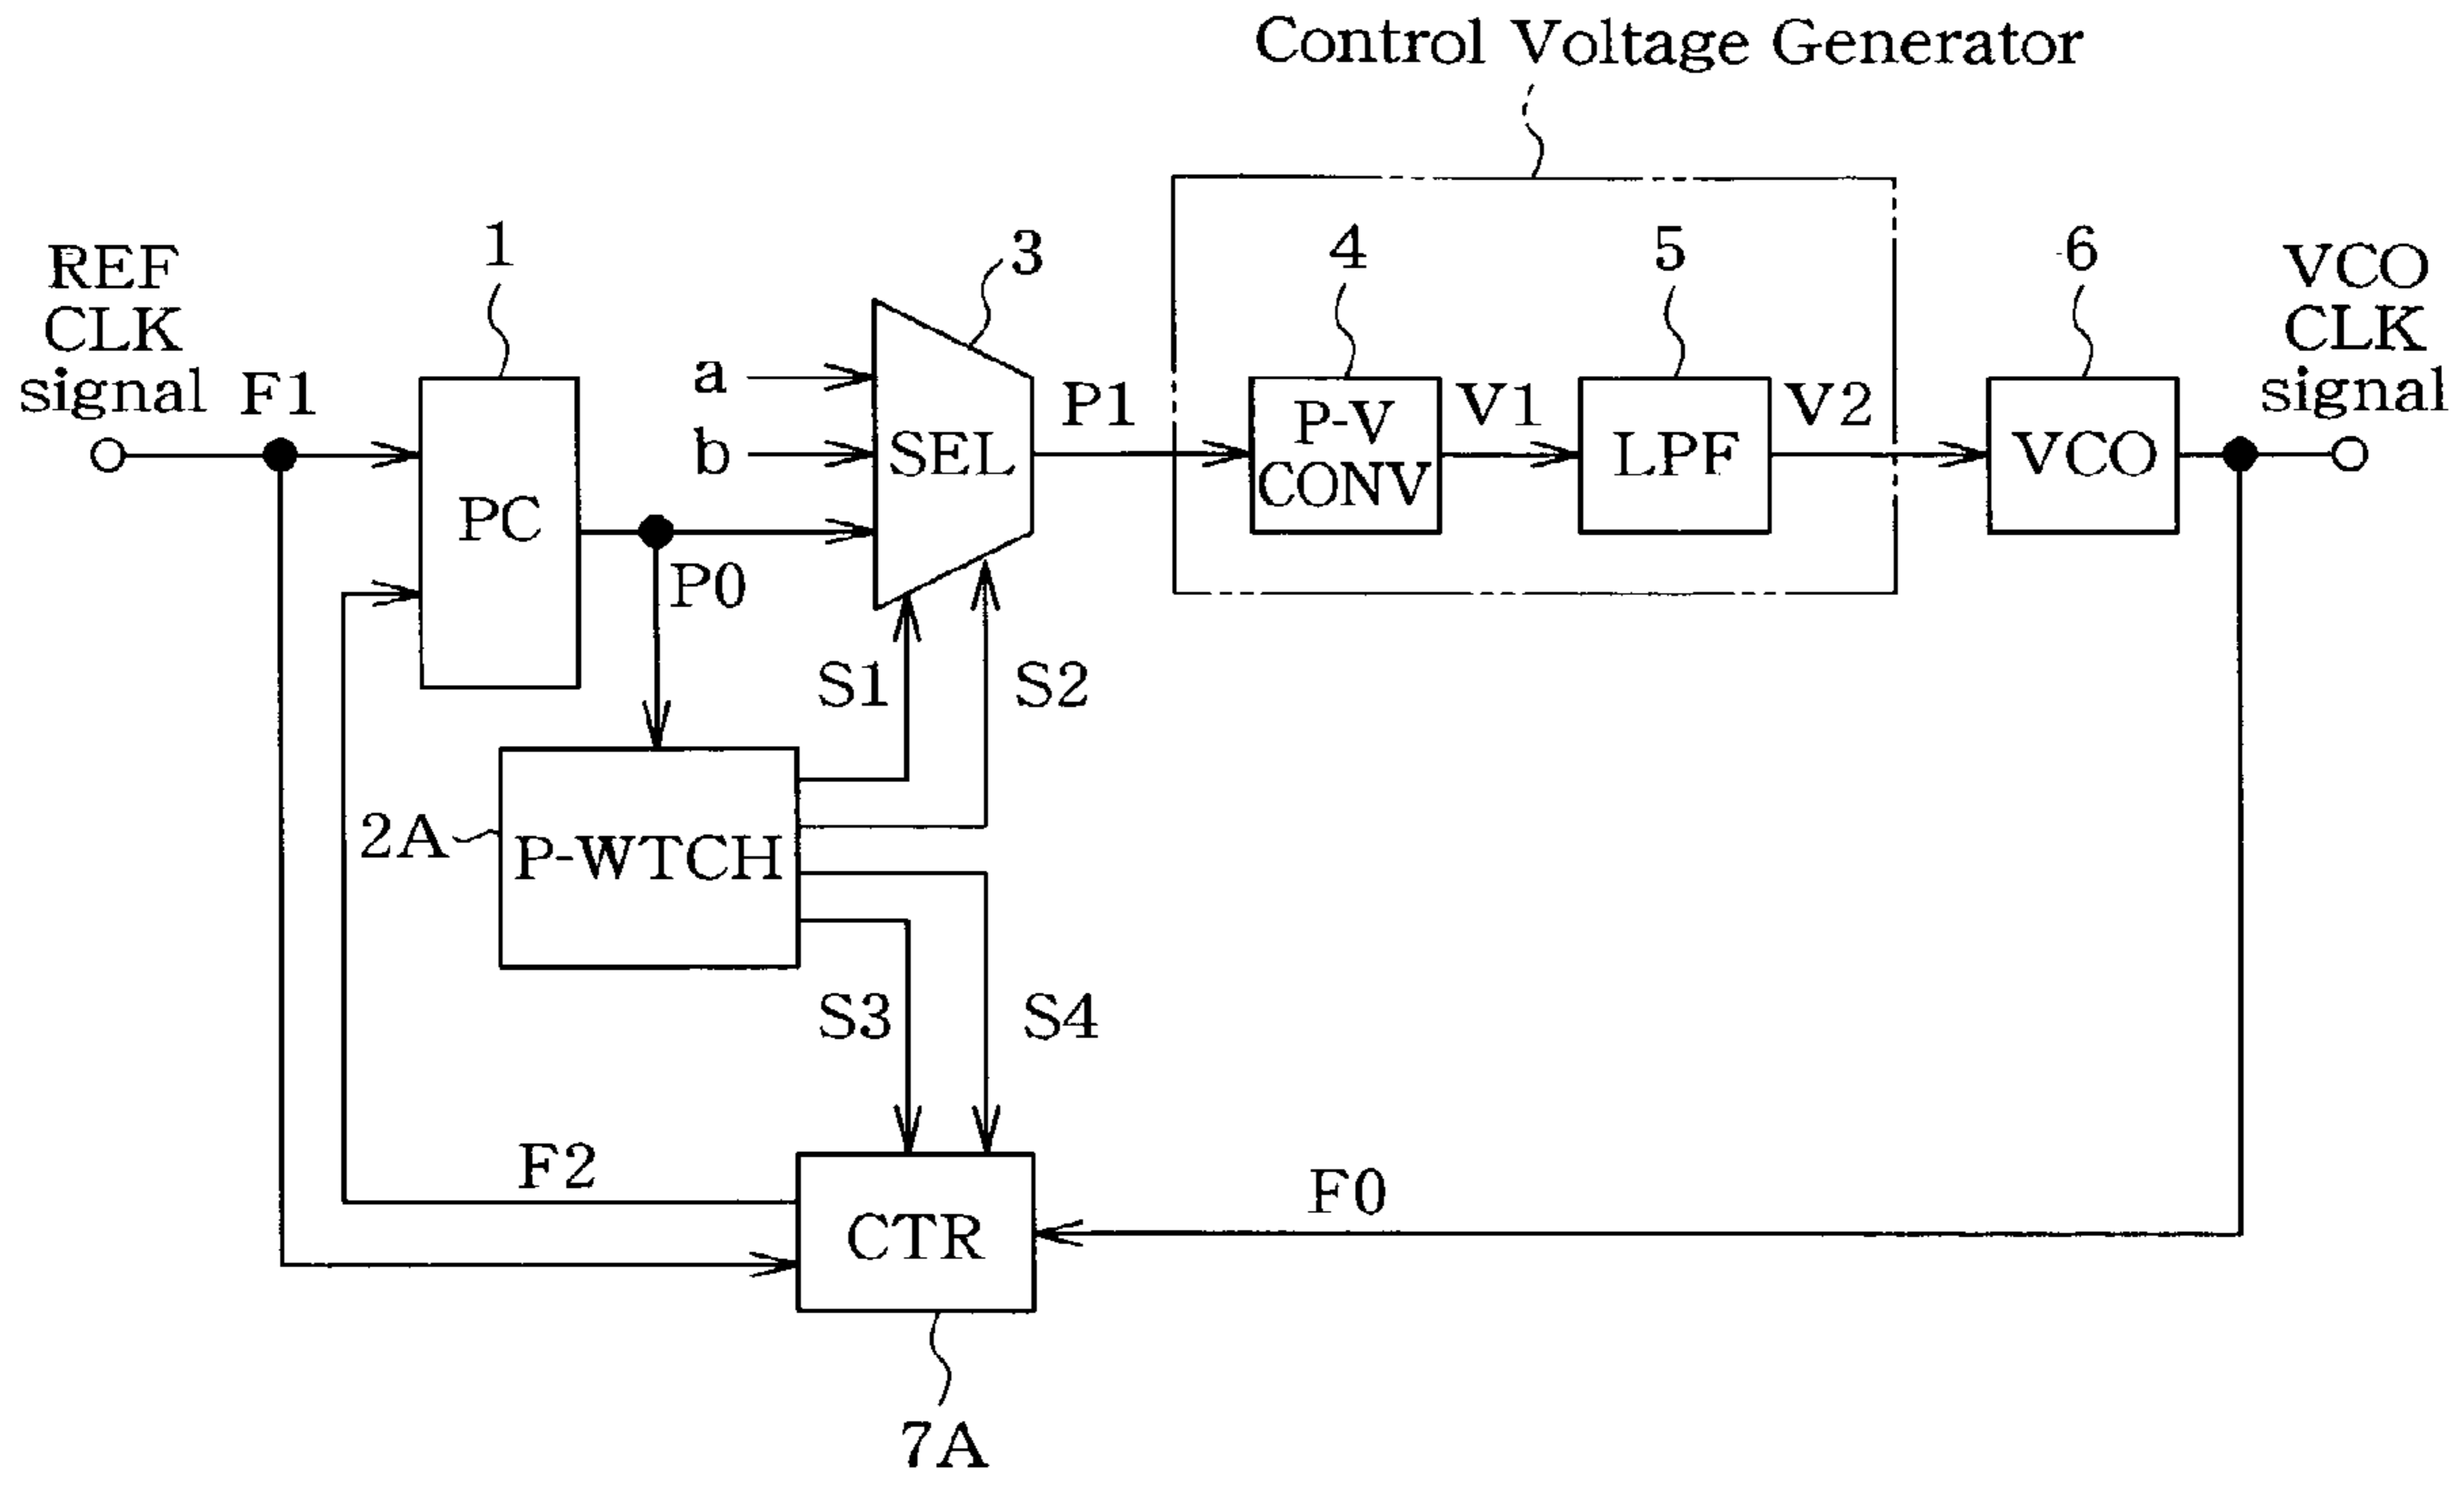 Control Voltage Generator
1
3
4
5
6
REF
CLK
signal
F1
VCO
CLK
signal
a
b
P1
V1
V2
PC
SEL
P-V
CONV
LPF
VCO
P0
S1
S2
2A
P-WTCH
S3
S4
F2
F0
CTR
7A